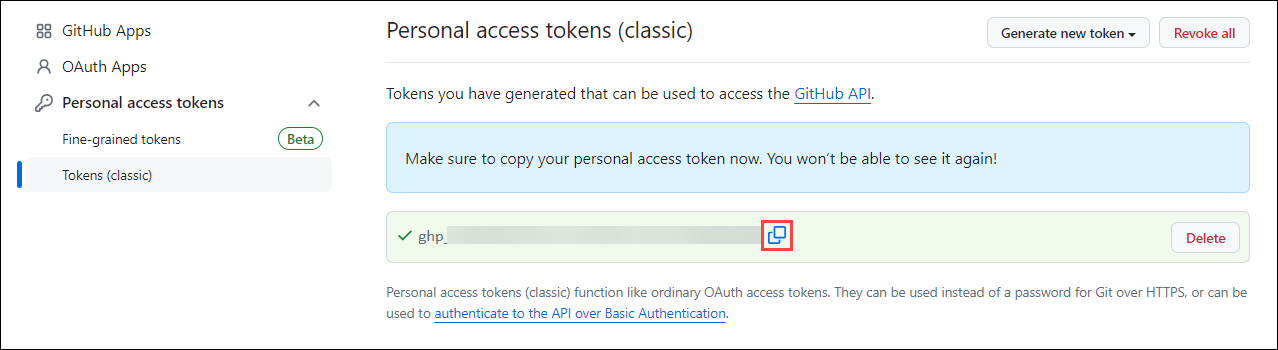 GitHub Apps
OAuth Apps
Personal access tokens
Fine-grained tokens Beta
Tokens (classic)
Personal access tokens (classic)
Generate new token
Revoke all
Tokens you have generated that can be used to access the GitHub API.
Make sure to copy your personal access token now. You won’t be able to see it again!
ghp_
Delete
Personal access tokens (classic) function like ordinary OAuth access tokens. They can be used instead of a password for Git over HTTPS, or can be
used to authenticate to the API over Basic Authentication.